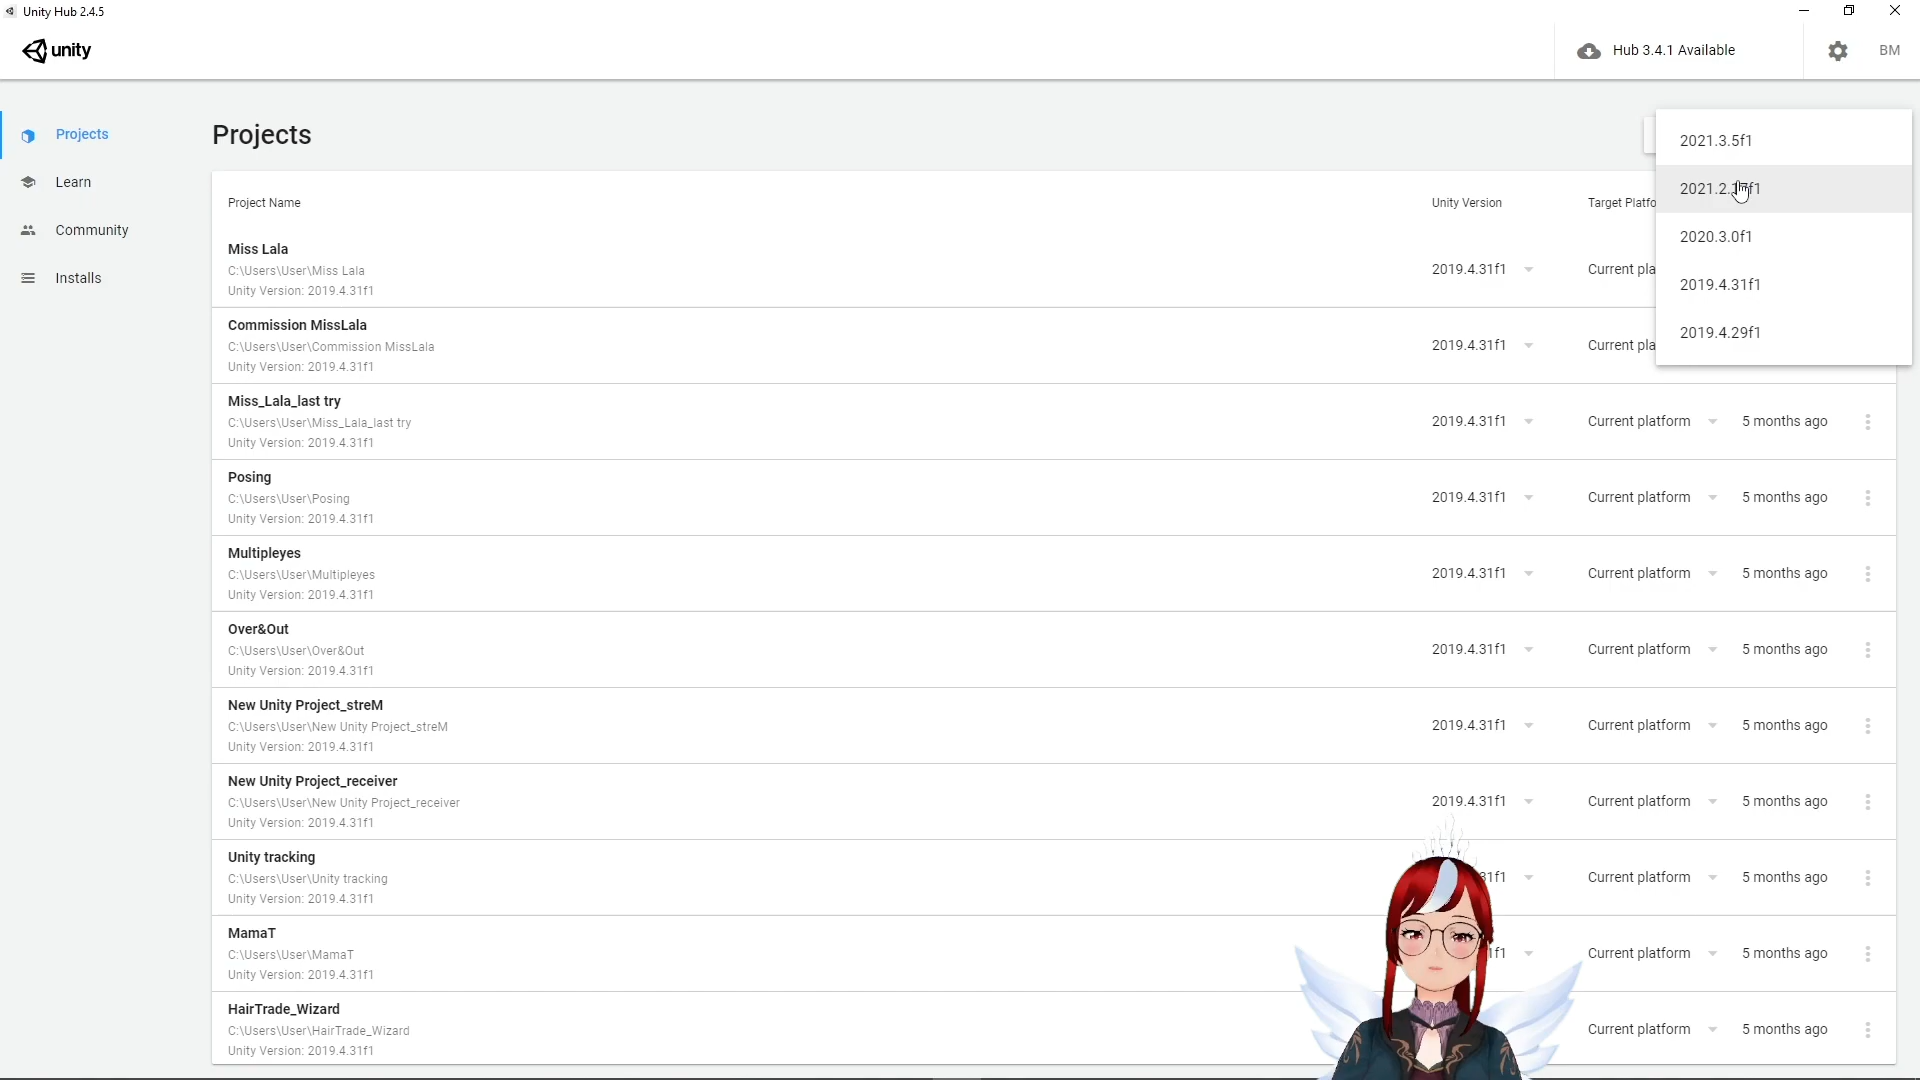 Unity Hub 2.4.5
unity
Hub 3.4.1 Available
BM
Projects
Learn
Community
Installs
Projects
2021.3.5f1
2020.3.0f1
2019.4.31f1
2019.4.29f1
Project Name
Unity Version
Target Platfo
Miss Lala
C:\Users\User\Miss Lala
Unity Version: 2019.4.31f1
2019.4.31f1
Current pla
Commission MissLala
C:\Users\User\Commission MissLala
Unity Version: 2019.4.31f1
2019.4.31f1
Current pla
Miss_Lala_last try
C:\Users\User\Miss_Lala_last try
Unity Version: 2019.4.31f1
2019.4.31f1
Current platform
5 months ago
Posing
C:\Users\User\Posing
Unity Version: 2019.4.31f1
2019.4.31f1
Current platform
5 months ago
Multipleyes
C:\Users\User\Multipleyes
Unity Version: 2019.4.31f1
2019.4.31f1
Current platform
5 months ago
Over&Out
C:\Users\User\Over&Out
Unity Version: 2019.4.31f1
2019.4.31f1
Current platform
5 months ago
New Unity Project_streM
C:\Users\User\New Unity Project_streM
Unity Version: 2019.4.31f1
2019.4.31f1
Current platform
5 months ago
New Unity Project_receiver
C:\Users\User\New Unity Project_receiver
Unity Version: 2019.4.31f1
2019.4.31f1
Current platform
5 months ago
Unity tracking
C:\Users\User\Unity tracking
Unity Version: 2019.4.31f1
31f1
Current platform
5 months ago
MamaT
C:\Users\User\MamaT
Unity Version: 2019.4.31f1
1f1
Current platform
5 months ago
HairTrade_Wizard
C:\Users\User\HairTrade_Wizard
Unity Version: 2019.4.31f1
Current platform
5 months ago